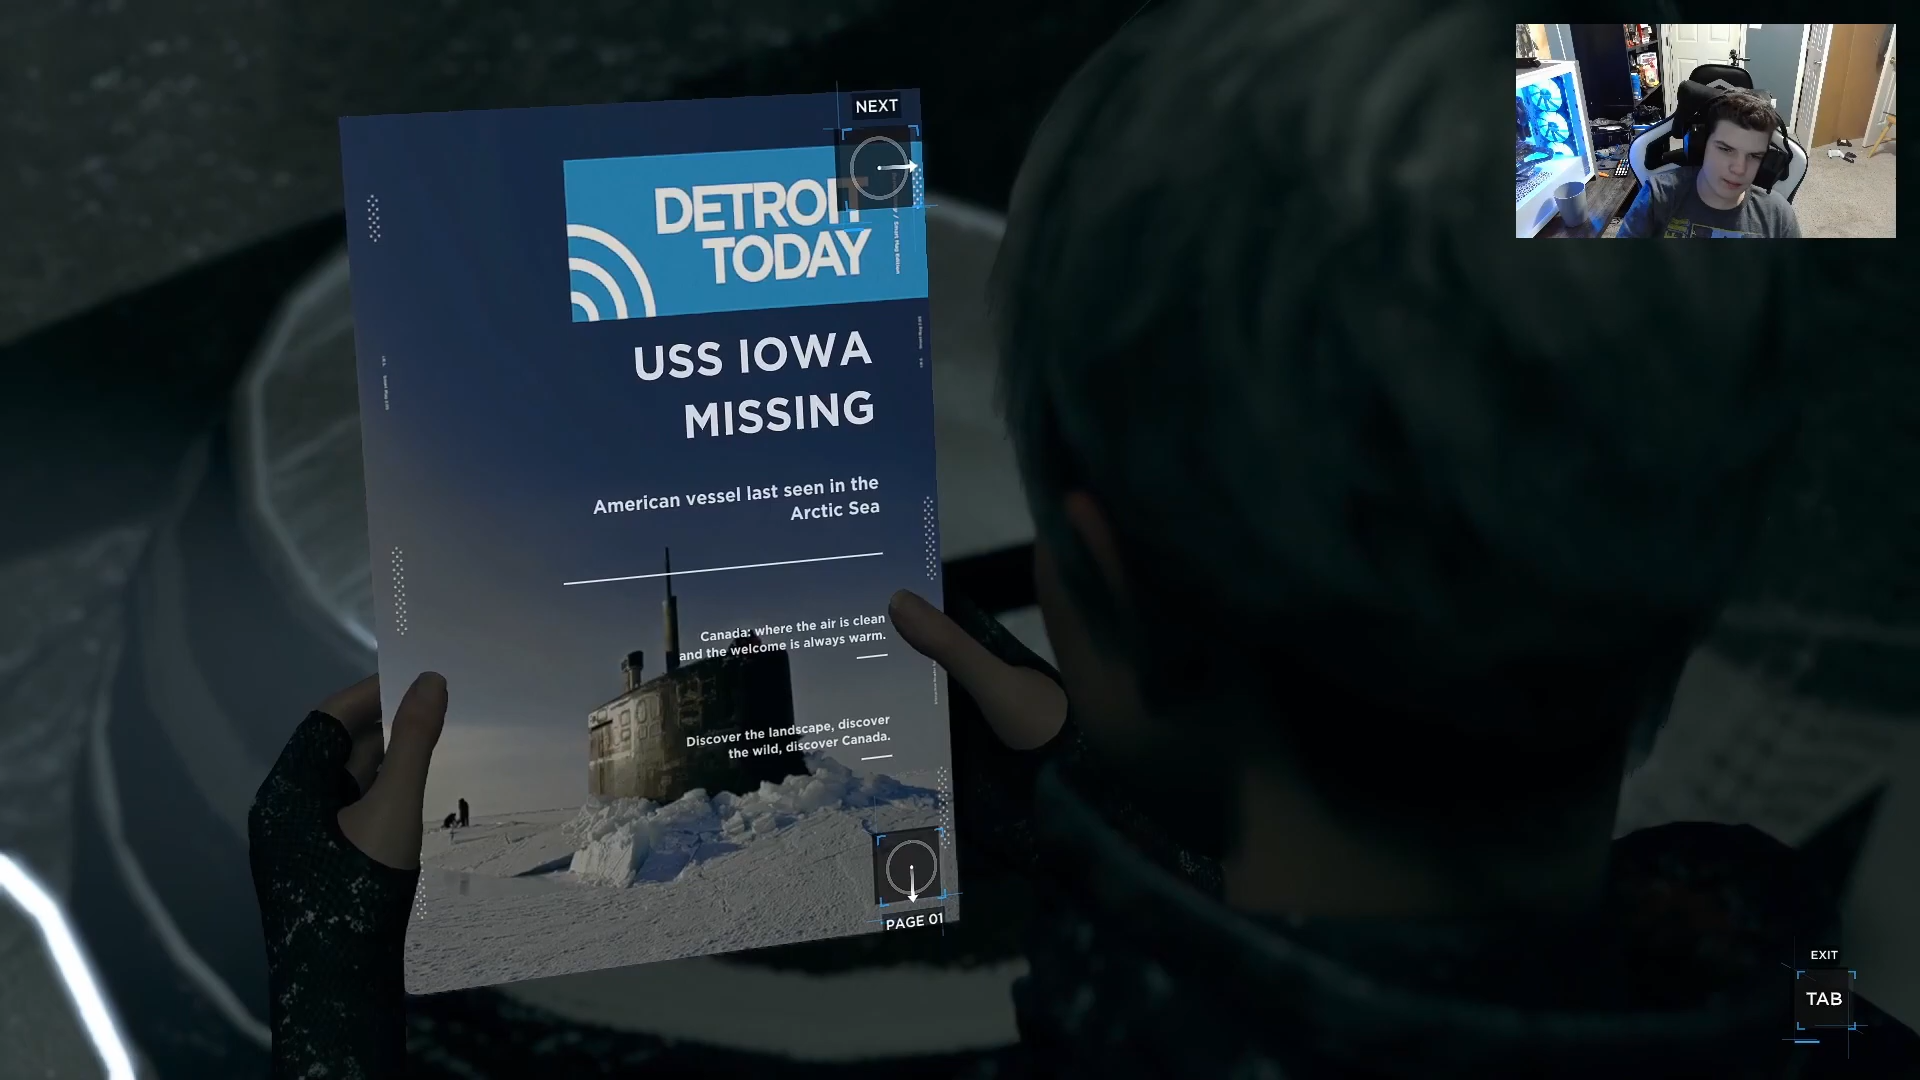 NEXT
DETROIT
TODAY
USS IOWA
MISSING
American vessel last seen in the
Arctic Sea
Canada: where the air is clean
and the welcome is always warm.
Discover the landscape, discover
the wild, discover Canada.
PAGE 01
EXIT
TAB